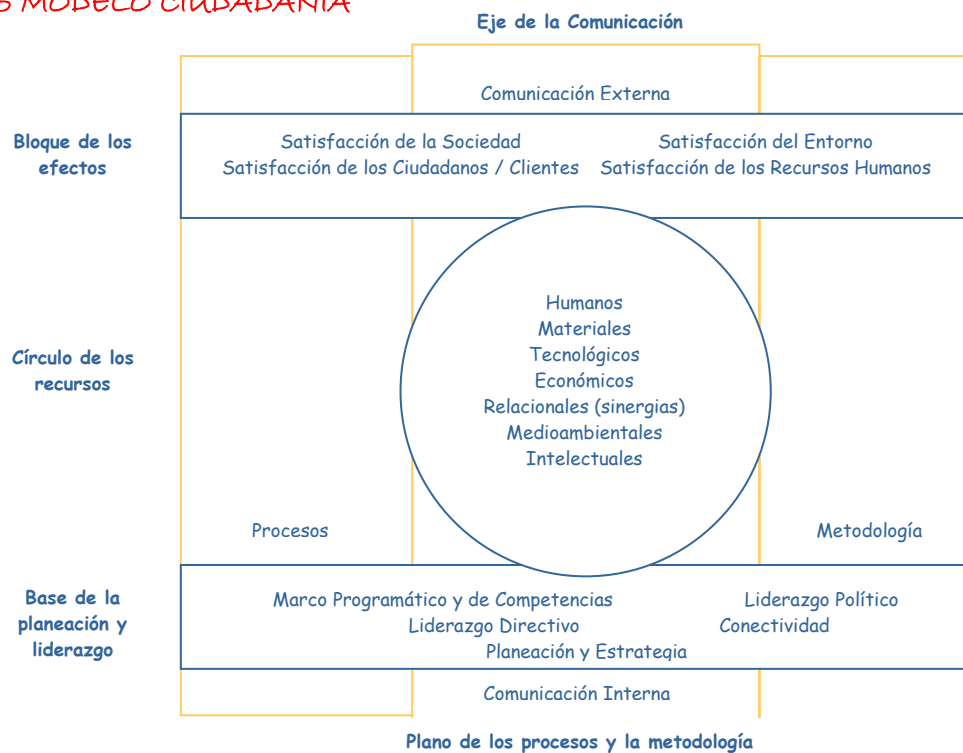 MODELO CIUDADANÍA
Eje de la Comunicación
Comunicación Externa
Bloque de los
efectos
Satisfacción de la Sociedad Satisfacción del Entorno
Satisfacción de los Ciudadanos / Clientes Satisfacción de los Recursos Humanos
Humanos
Materiales
Tecnológicos
Económicos
Relacionales (sinergias)
Medioambientales
Intelectuales
Círculo de los
recursos
Procesos Metodología
Base de la
planeación y
liderazgo
Marco Programático y de Competencias Liderazgo Político
Liderazgo Directivo Conectividad
Planeación y Estrategia
Comunicación Interna
Plano de los procesos y la metodología